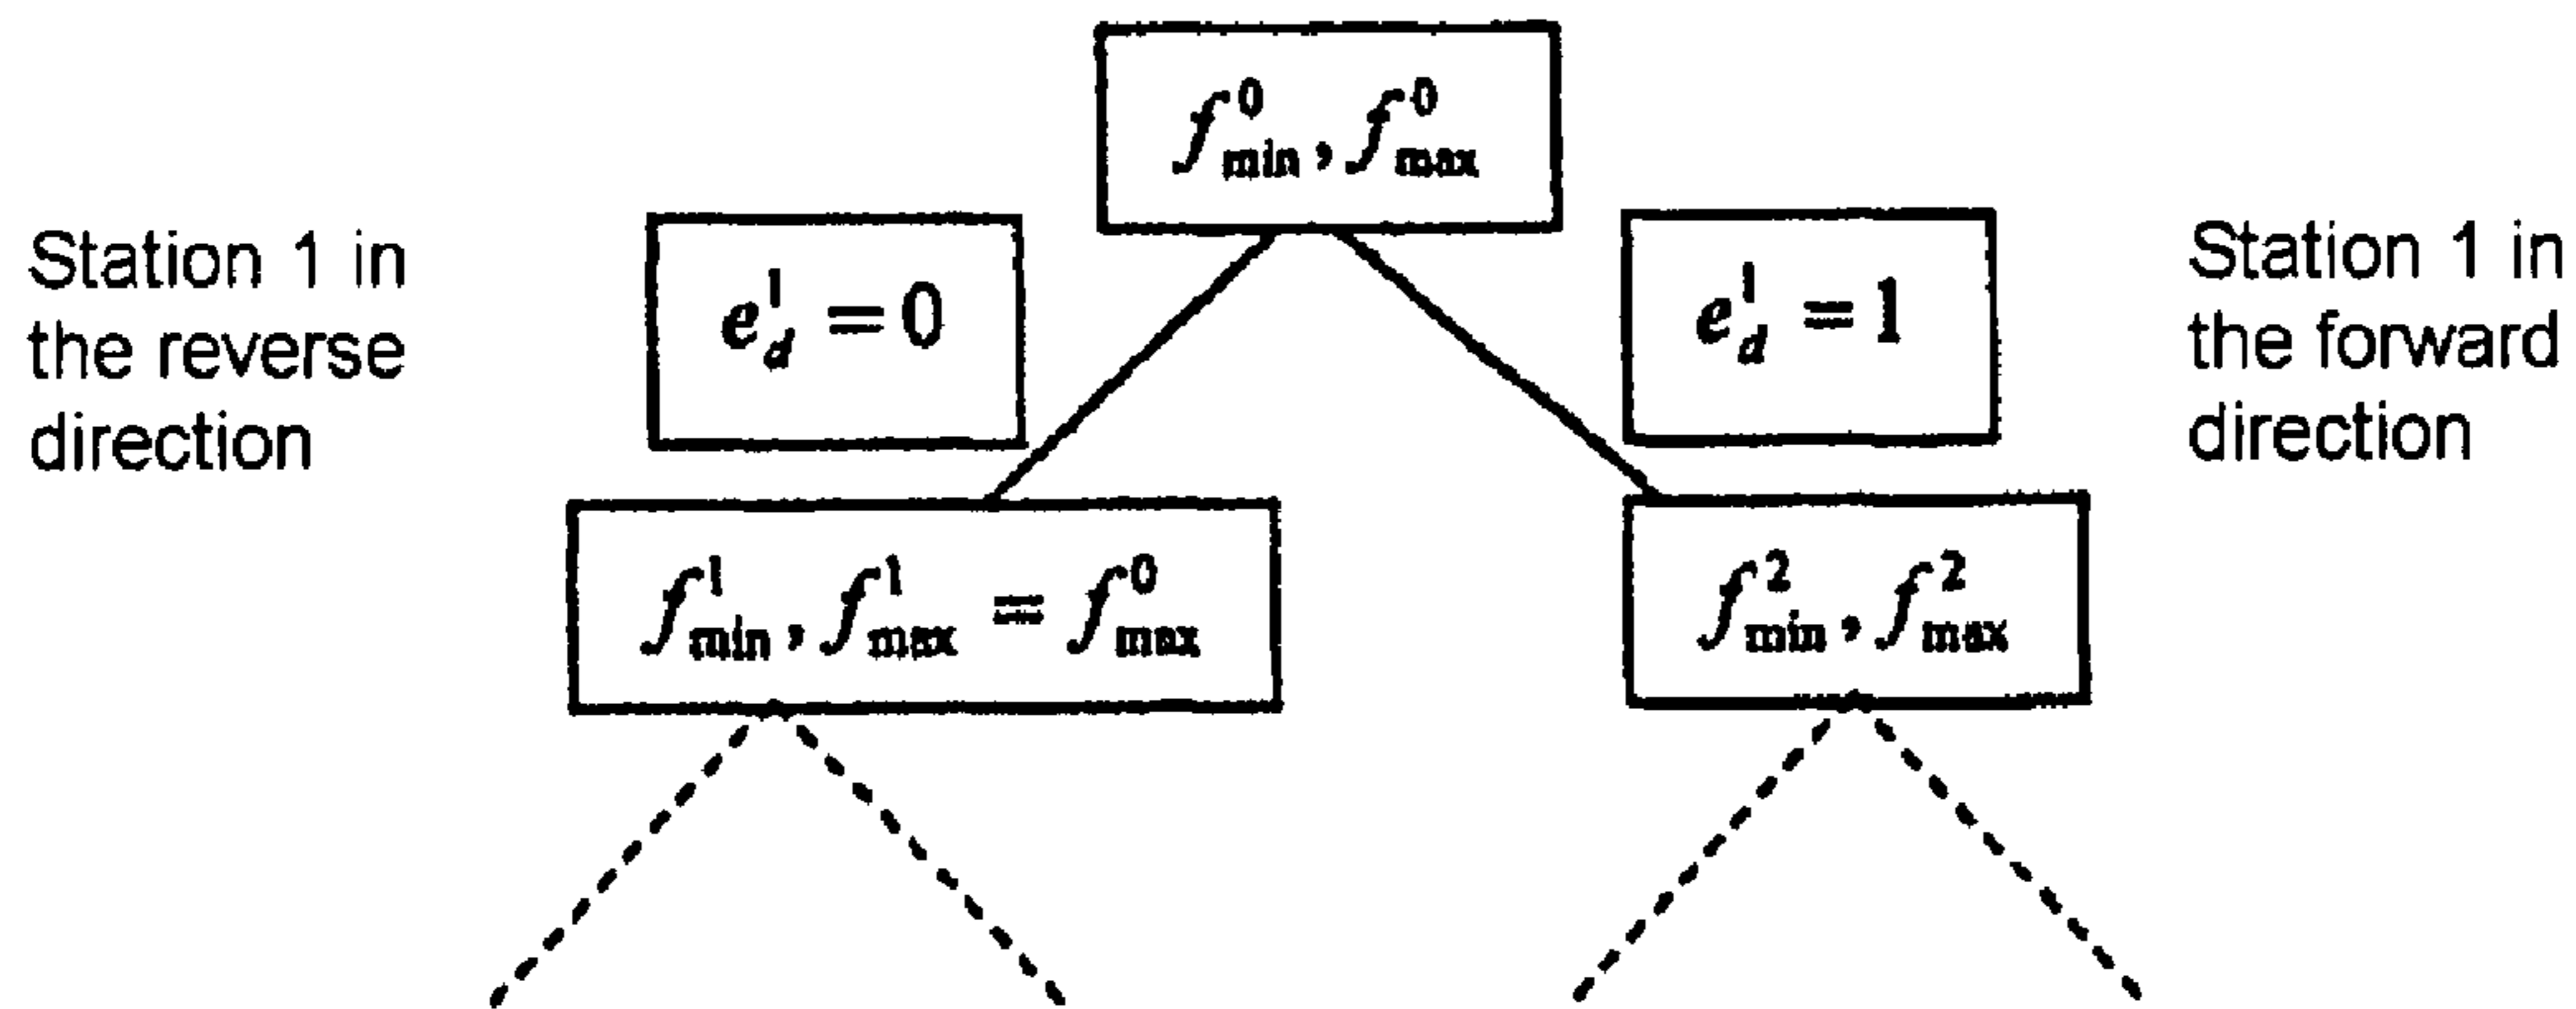 f⁰min, f⁰max
Station 1 in
the reverse
direction
e¹d = 0
e¹d = 1
Station 1 in
the forward
direction
f¹min, f¹max = f⁰max
f²min, f²max